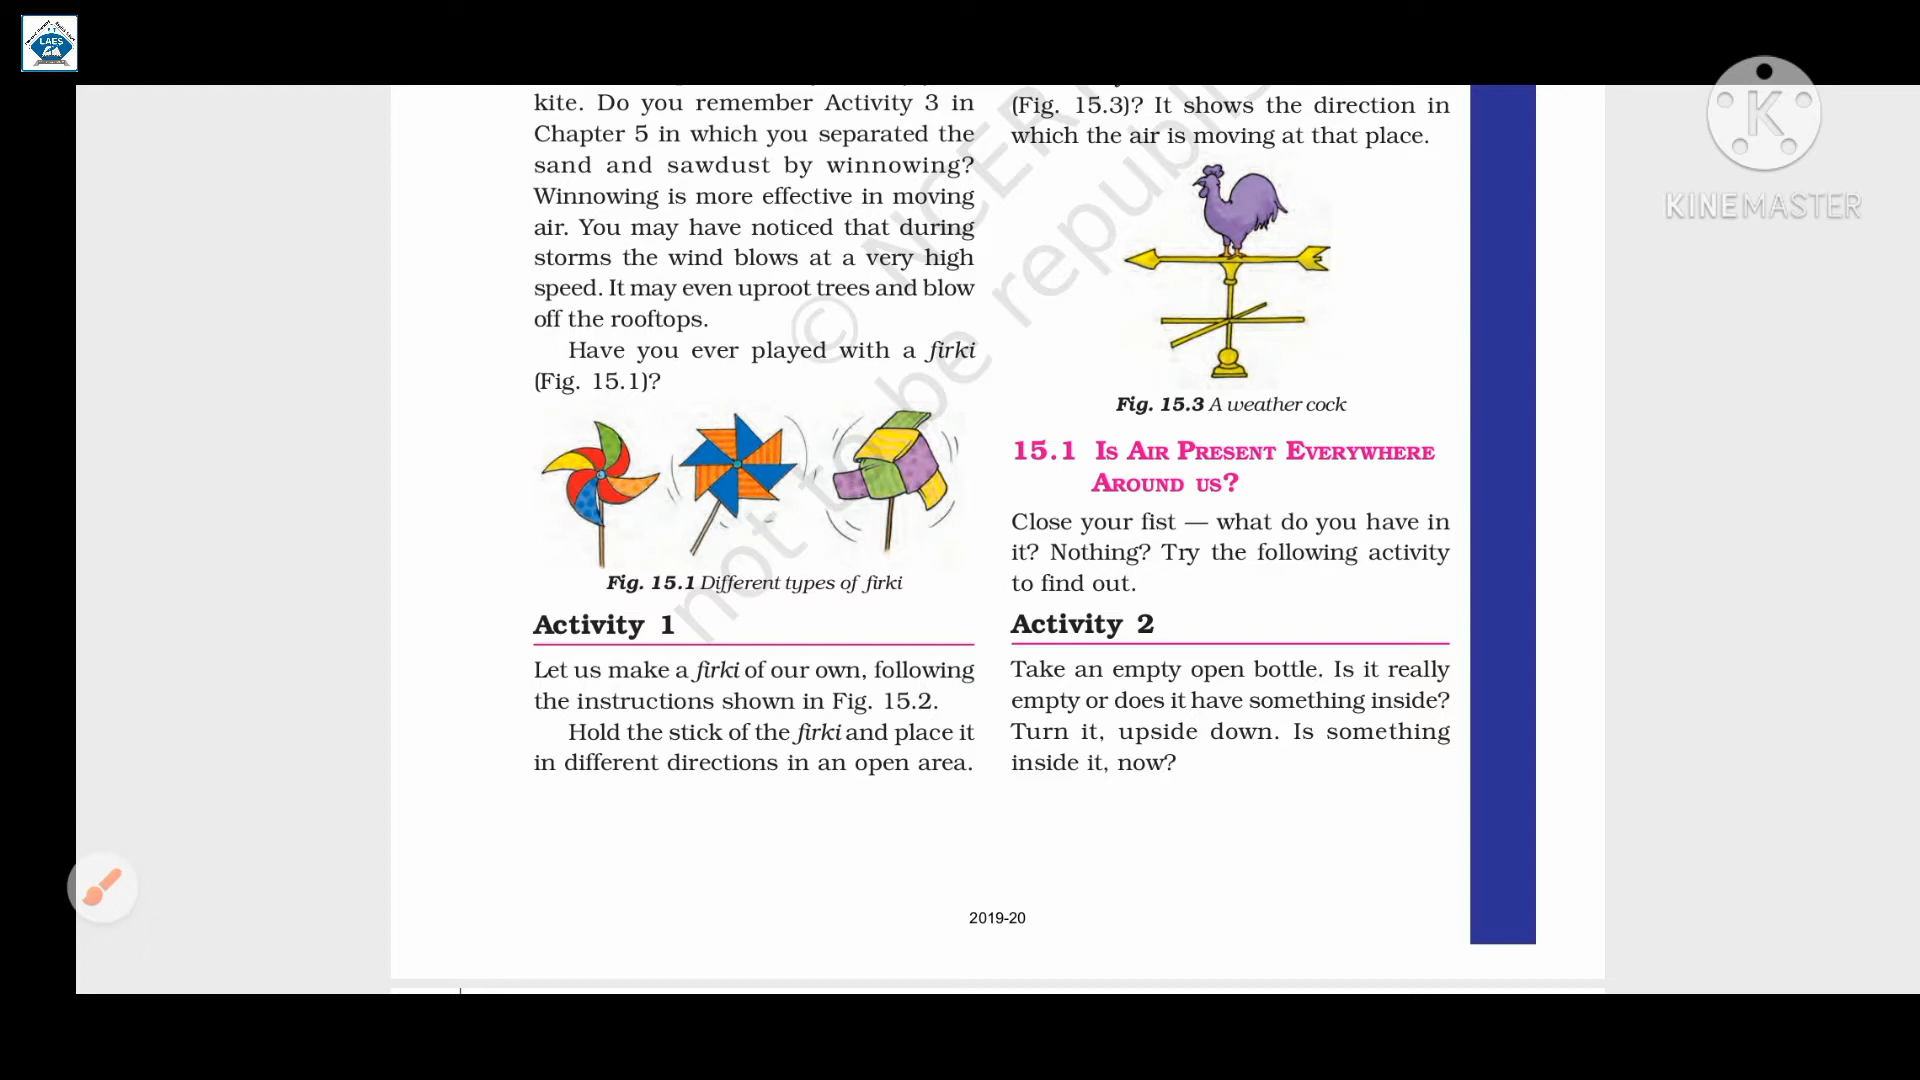 LAES
kite. Do you remember Activity 3 in
Chapter 5 in which you separated the
sand and sawdust by winnowing?
Winnowing is more effective in moving
air. You may have noticed that during
storms the wind blows at a very high
speed. It may even uproot trees and blow
off the rooftops.
Have you ever played with a firki
(Fig. 15.1)?
Fig. 15.1 Different types of firki
Activity 1
Let us make a firki of our own, following
the instructions shown in Fig. 15.2.
Hold the stick of the firki and place it
in different directions in an open area.
(Fig. 15.3)? It shows the direction in
which the air is moving at that place.
Fig. 15.3 A weather cock
15.1 IS AIR PRESENT EVERYWHERE
AROUND US?
Close your fist — what do you have in
it? Nothing? Try the following activity
to find out.
Activity 2
Take an empty open bottle. Is it really
empty or does it have something inside?
Turn it, upside down. Is something
inside it, now?
2019-20
© NCER
not to be republi
K
KINEMASTER